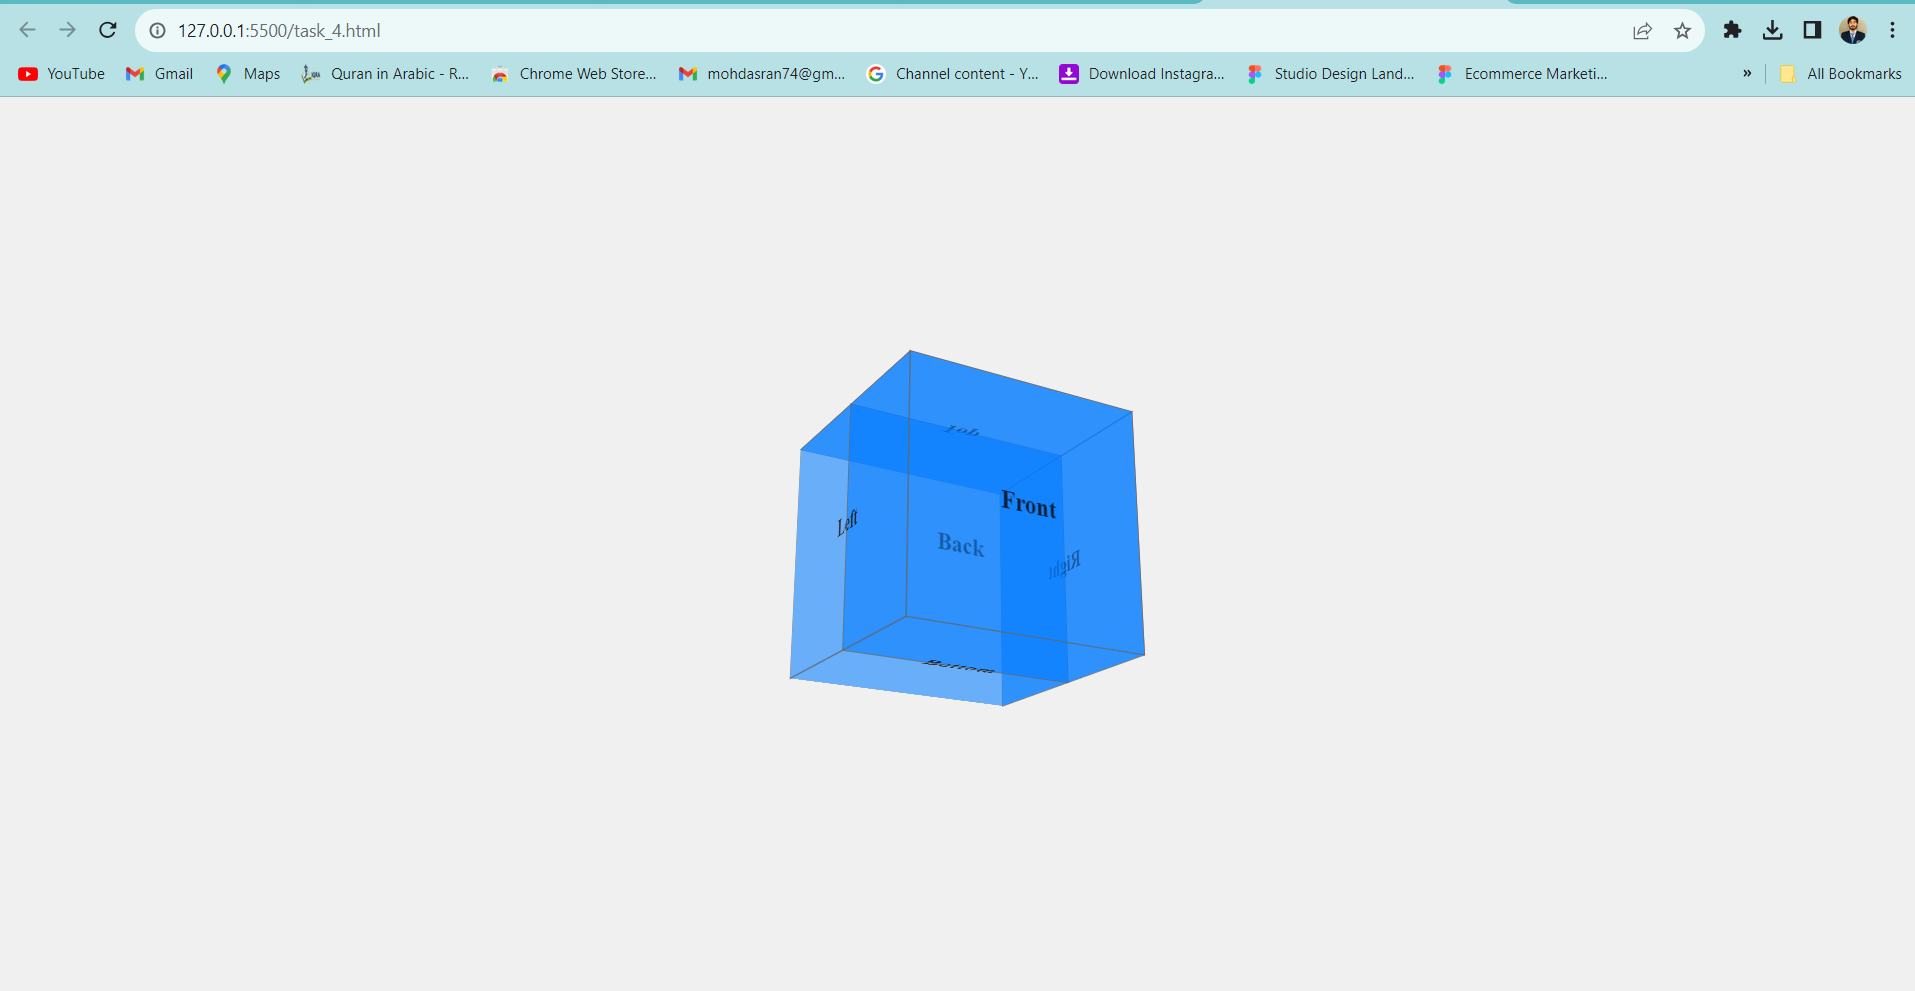 127.0.0.1:5500/task_4.html
YouTube
Gmail
Maps
Quran in Arabic - R...
Chrome Web Store...
mohdasran74@gm...
Channel content - Y...
Download Instagra...
Studio Design Land...
Ecommerce Marketi...
»
All Bookmarks
Top
Front
Left
Back
Right
Bottom